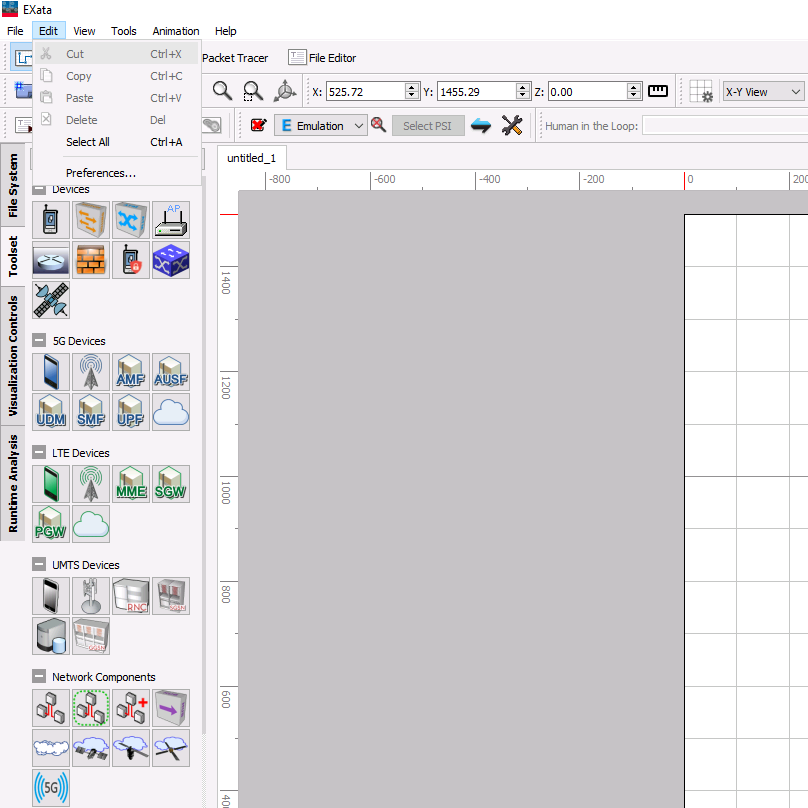 EXata
File Edit View Tools Animation Help
Cut Ctrl+X
Packet Tracer File Editor
Copy Ctrl+C
X: 525.72 Y: 1455.29 Z: 0.00 X-Y View
Paste Ctrl+V
Delete Del
E Emulation Select PSI Human in the Loop:
Select All Ctrl+A
Preferences...
untitled_1
-800 -600 -400 -200 0 200
File System
Toolset
Visualization Controls
Runtime Analysis
Devices
AP
5G Devices
AMF AUSF
UDM SMF UPF
LTE Devices
MME SGW
PGW
UMTS Devices
RNC SGSN
GGSN
Network Components
5G
1400
1200
1000
800
600